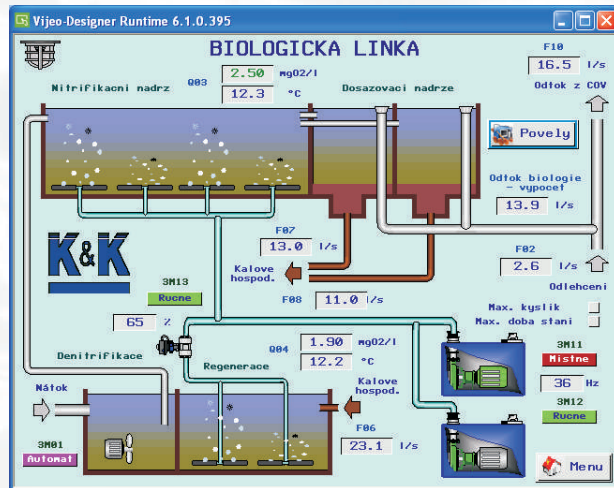 Vijeo-Designer Runtime 6.1.0.395
BIOLOGICKA LINKA
F10
16.5 l/s
Odtok z COV
Q03
2.50 mgO2/l
12.3 °C
Nitrifikacni nadrz
Dosazovaci nadrze
Povely
Odtok biologie
- vypocet
13.9 l/s
F07
13.0 l/s
F02
2.6 l/s
K&K
Kalove
hospod.
F08
11.0 l/s
Odlehceni
3M13
Rucne
Max. kyslik
Max. doba stani
65 %
Q04
1.90 mgO2/l
12.2 °C
3M11
Mistne
Denitrifikace
Regenerace
36 Hz
Nátok
Kalove
hospod.
3M12
Rucne
F06
23.1 l/s
3M01
Automat
Menu